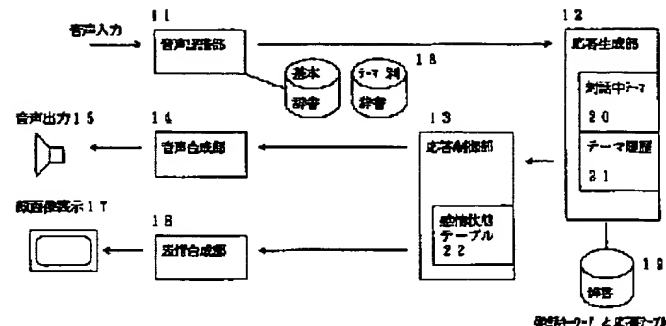 11
音声入力
音声認識部
基本
辞書
テーマ別
辞書
18
12
応答生成部
対話中テーマ
20
テーマ履歴
21
音声出力15
14
音声合成部
13
応答制御部
感情状態
テーブル
22
顔画像表示17
16
表情合成部
19
辞書